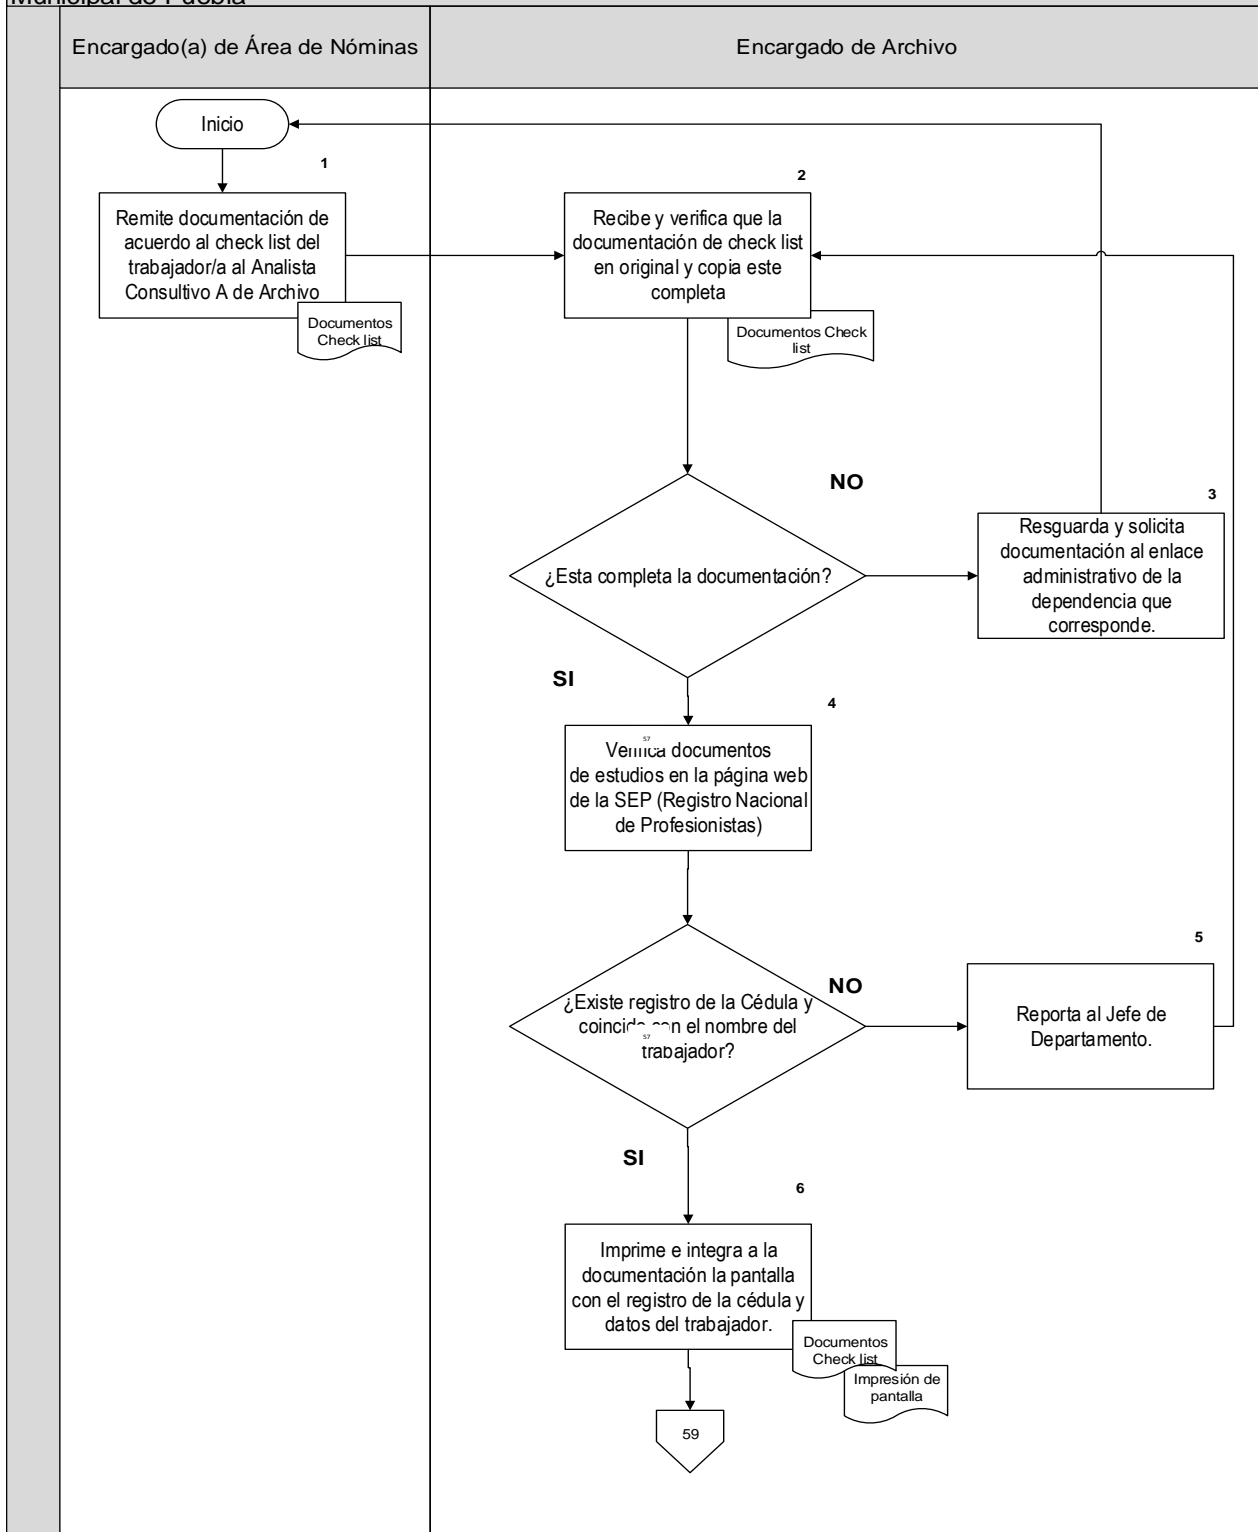 Municipal de Puebla
Encargado(a) de Área de Nóminas
Encargado de Archivo
Inicio
1
Remite documentación de
acuerdo al check list del
trabajador/a al Analista
Consultivo A de Archivo
Documentos
Check list
2
Recibe y verifica que la
documentación de check list
en original y copia este
completa
Documentos Check
list
¿Esta completa la documentación?
NO
3
Resguarda y solicita
documentación al enlace
administrativo de la
dependencia que
corresponde.
SI
4
57
Verifica documentos
de estudios en la página web
de la SEP (Registro Nacional
de Profesionistas)
¿Existe registro de la Cédula y
coincide con el nombre del
57
trabajador?
NO
5
Reporta al Jefe de
Departamento.
SI
6
Imprime e integra a la
documentación la pantalla
con el registro de la cédula y
datos del trabajador.
Documentos
Check list
Impresión de
pantalla
59